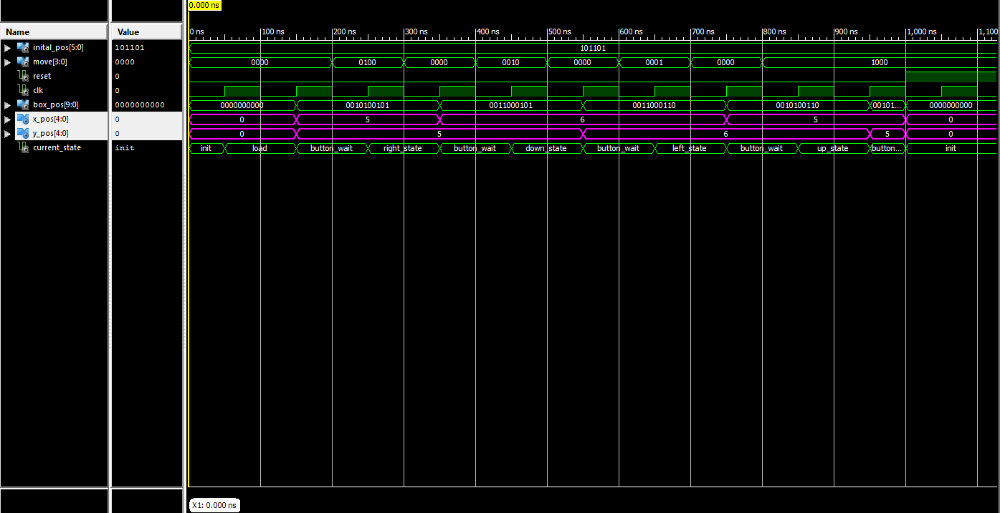 0.000 ns
Name Value 0 ns 100 ns 200 ns 300 ns 400 ns 500 ns 600 ns 700 ns 800 ns 900 ns 1,000 ns 1,100
inital_pos[5:0] 101101 101101
move[3:0] 0000 0000 0100 0000 0010 0000 0001 0000 1000
reset 0
clk 0
box_pos[9:0] 0000000000 0000000000 0010100101 0011000101 0011000110 0010100110 00101... 0000000000
x_pos[4:0] 0 0 5 6 5 0
y_pos[4:0] 0 0 5 6 5 0
current_state init init load button_wait right_state button_wait down_state button_wait left_state button_wait up_state button... init
X1: 0.000 ns